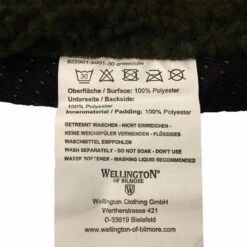 922901-9001-30 green/oliv
Oberfläche / Surface: 100% Polyester
Unterseite / Backside:
100% Polyester
Innenmaterial / Padding: 100% Polyester
GETRENNT WASCHEN - NICHT EINWEICHEN -
KEINE WEICHSPÜLER VERWENDEN - FLÜSSIGES
WASCHMITTEL EMPFOHLEN
WASH SEPARATELY - DO NOT SOAK - DON'T USE
WATER SOFTENER - WASHING LIQUID RECOMMENDED
WELLINGTON
OF BILMORE
Wellington Clothing GmbH
Wertherstrasse 421
D-33619 Bielefeld
www.wellington-of-bilmore.com